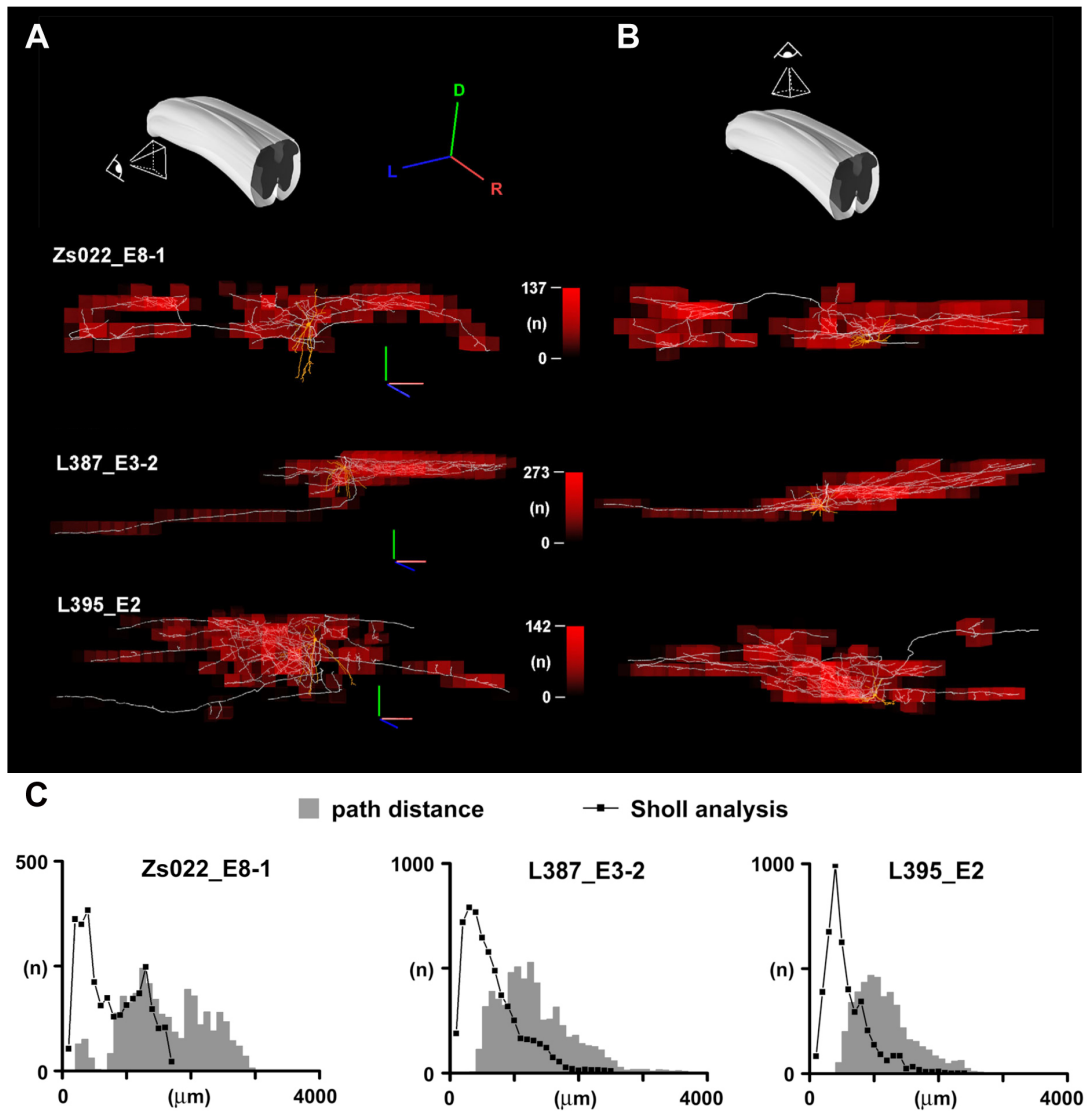 A
B
D
L
R
Zs022_E8-1
137
(n)
0
L387_E3-2
273
(n)
0
L395_E2
142
(n)
0
C
path distance
Sholl analysis
Zs022_E8-1
L387_E3-2
L395_E2
500
1000
1000
(n)
(n)
(n)
0
0
0
0 (μm) 4000
0 (μm) 4000
0 (μm) 4000